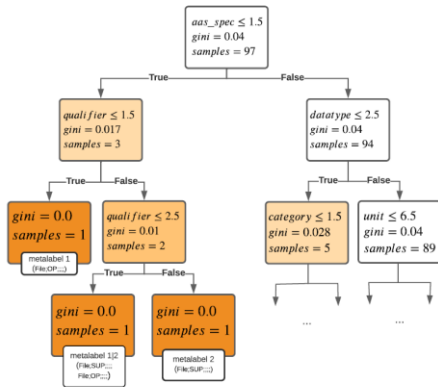 aas_spec ≤ 1.5
gini = 0.04
samples = 97
True
False
qualifier ≤ 1.5
gini = 0.017
samples = 3
datatype ≤ 2.5
gini = 0.04
samples = 94
True
False
True
False
gini = 0.0
samples = 1
metalabel 1
(File;OP;;;;)
qualifier ≤ 2.5
gini = 0.01
samples = 2
category ≤ 1.5
gini = 0.028
samples = 5
unit ≤ 6.5
gini = 0.04
samples = 89
True
False
gini = 0.0
samples = 1
metalabel 1|2
(File;SUP;;;;
File;OP;;;;)
gini = 0.0
samples = 1
metalabel 2
(File;SUP;;;;)
...
...